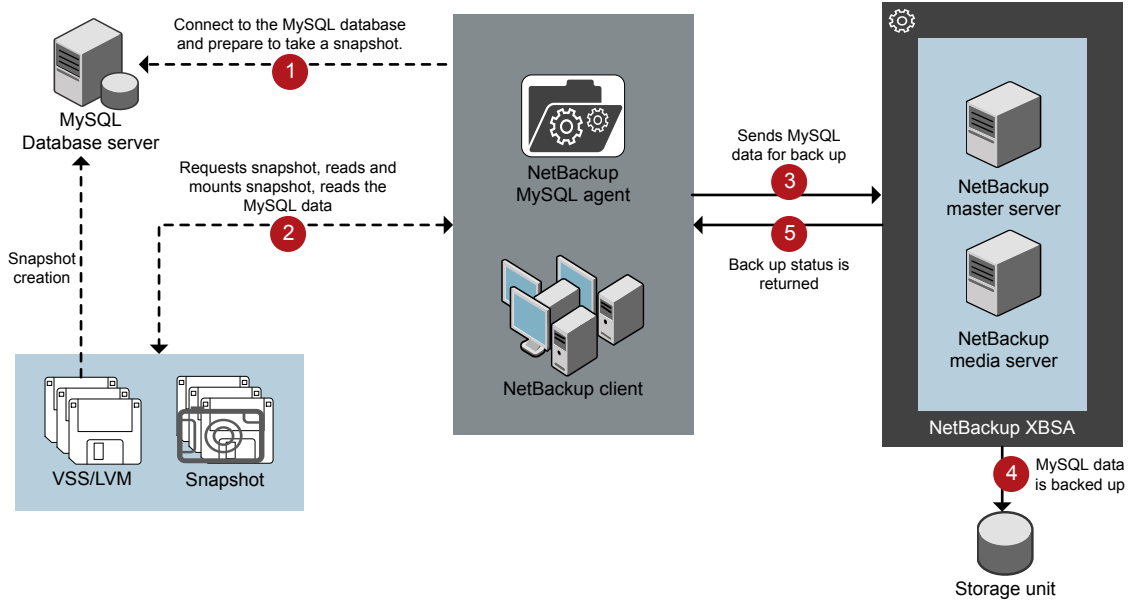 Connect to the MySQL database
and prepare to take a snapshot.
1
MySQL
Database server
Requests snapshot, reads and
mounts snapshot, reads the
MySQL data
2
Snapshot
creation
VSS/LVM
Snapshot
NetBackup
MySQL agent
NetBackup client
Sends MySQL
data for back up
3
5
Back up status is
returned
NetBackup
master server
NetBackup
media server
NetBackup XBSA
4
MySQL data
is backed up
Storage unit